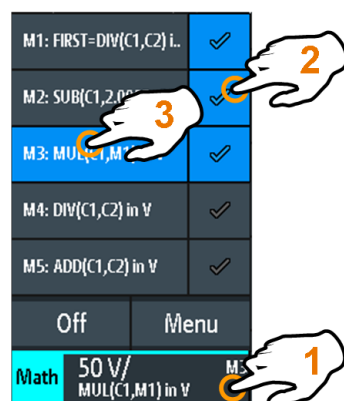 M1: FIRST=DIV(C1,C2) i..
M2: SUB(C1,2.0
2
3
M3: MUL(C1,M1) V
M4: DIV(C1,C2) in V
M5: ADD(C1,C2) in V
Off Menu
Math 50 V/ M3
MUL(C1,M1) in V
1